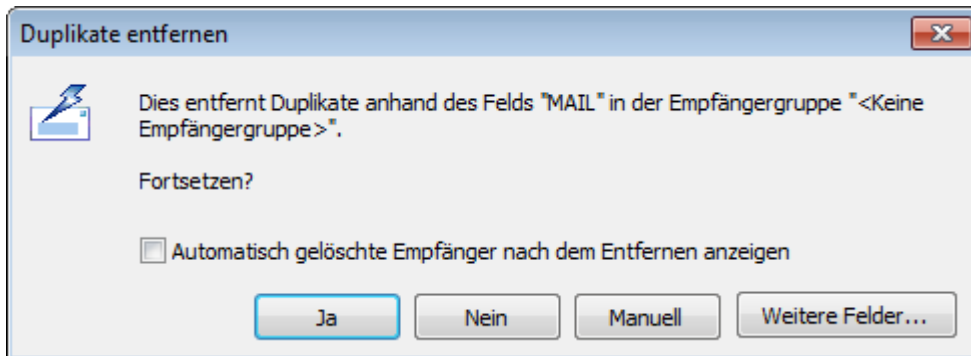 Duplikate entfernen
Dies entfernt Duplikate anhand des Felds "MAIL" in der Empfängergruppe "<Keine
Empfängergruppe>".
Fortsetzen?
Automatisch gelöschte Empfänger nach dem Entfernen anzeigen
Ja Nein Manuell Weitere Felder...